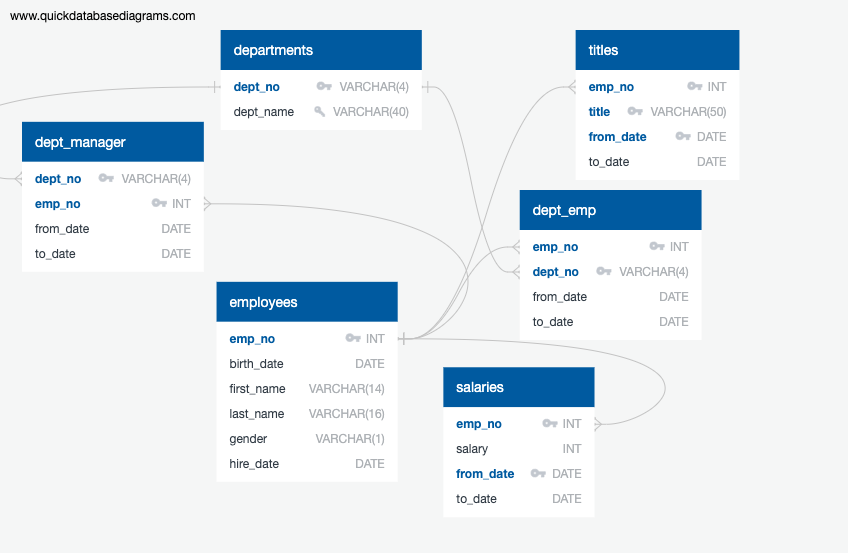 www.quickdatabasediagrams.com
departments
dept_no VARCHAR(4)
dept_name VARCHAR(40)
titles
emp_no INT
title VARCHAR(50)
from_date DATE
to_date DATE
dept_manager
dept_no VARCHAR(4)
emp_no INT
from_date DATE
to_date DATE
dept_emp
emp_no INT
dept_no VARCHAR(4)
from_date DATE
to_date DATE
employees
emp_no INT
birth_date DATE
first_name VARCHAR(14)
last_name VARCHAR(16)
gender VARCHAR(1)
hire_date DATE
salaries
emp_no INT
salary INT
from_date DATE
to_date DATE